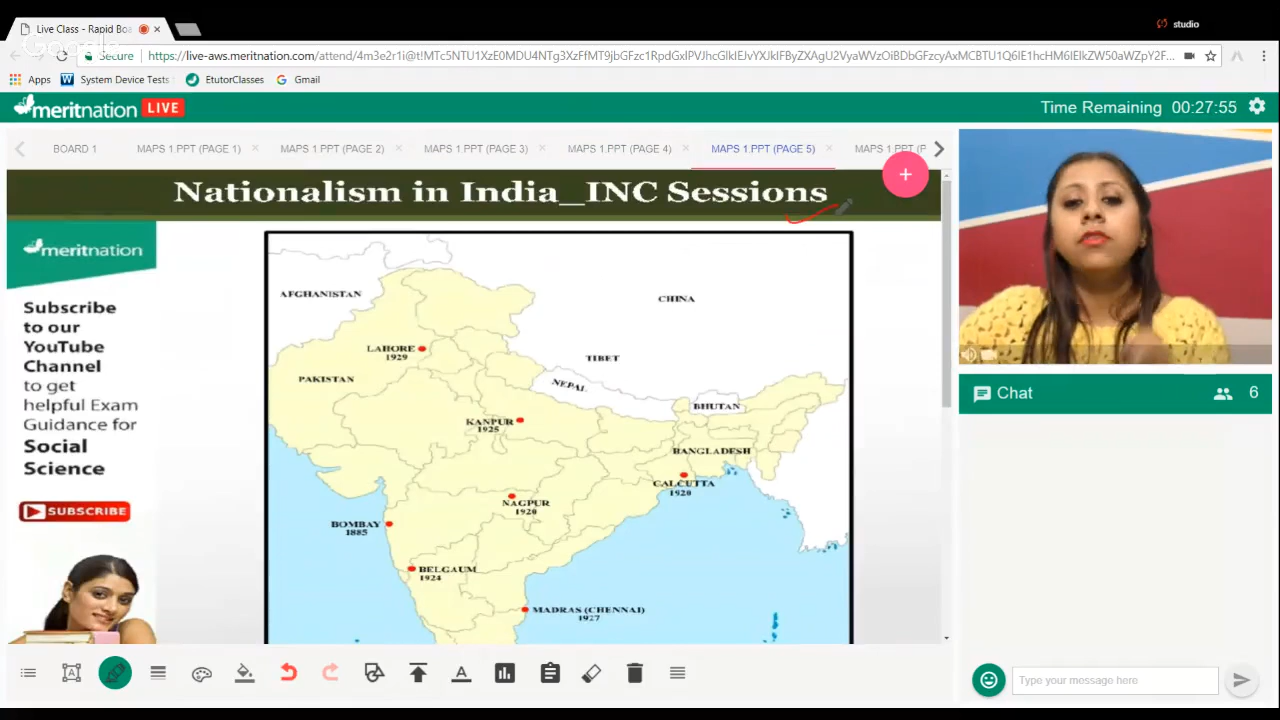 studio
Live Class - Rapid Boa
Google
Secure
https://live-aws.meritnation.com/attend/
Apps
System Device Tests
EtutorClasses
Gmail
meritnation LIVE
Time Remaining 00:27:55
BOARD 1
MAPS 1.PPT (PAGE 1)
MAPS 1.PPT (PAGE 2)
MAPS 1.PPT (PAGE 3)
MAPS 1.PPT (PAGE 4)
MAPS 1.PPT (PAGE 5)
MAPS 1.PPT (P
Nationalism in India_INC Sessions
meritnation
Subscribe
to our
YouTube
Channel
to get
helpful Exam
Guidance for
Social
Science
SUBSCRIBE
AFGHANISTAN
CHINA
LAHORE
1929
TIBET
PAKISTAN
NEPAL
BHUTAN
KANPUR
1925
BANGLADESH
CALCUTTA
1920
NAGPUR
1920
BOMBAY
1885
BELGAUM
1924
MADRAS (CHENNAI)
1927
Chat
6
Type your message here